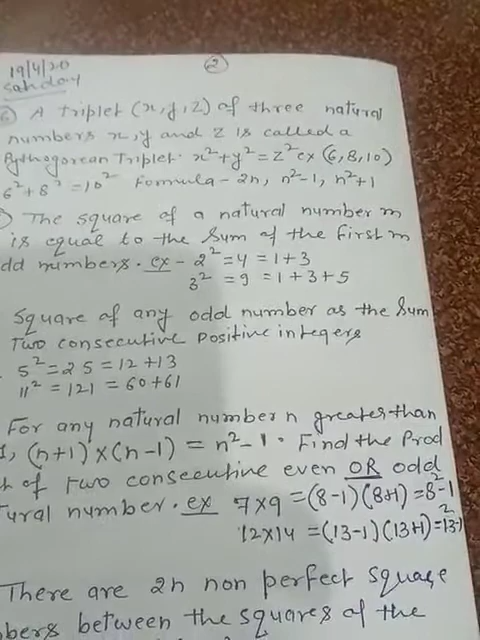 2
19/4/20
Sunday
6) A triplet (x, y, z) of three natural
numbers x, y and z is called a
Pythogorean Triplet. x²+y²=z² ex (6,8,10)
6²+8²=10² Formula - 2n, n²-1, n²+1
) The square of a natural number m
is equal to the sum of the first m
dd numbers. ex - 2²=4 = 1+3
3² = 9 = 1+3+5
Square of any odd number as the Sum
Two consecutive positive integers
5²=25 = 12+13
11² = 121 = 60+61
For any natural number n greater than
1, (n+1)×(n-1) = n²-1. Find the Prod
of two consecutive even OR odd
tural number. ex 7×9 =(8-1)(8+1)=8²-1
12×14 =(13-1)(13+1)=13²-1
There are 2n non perfect square
mbers between the squares of the